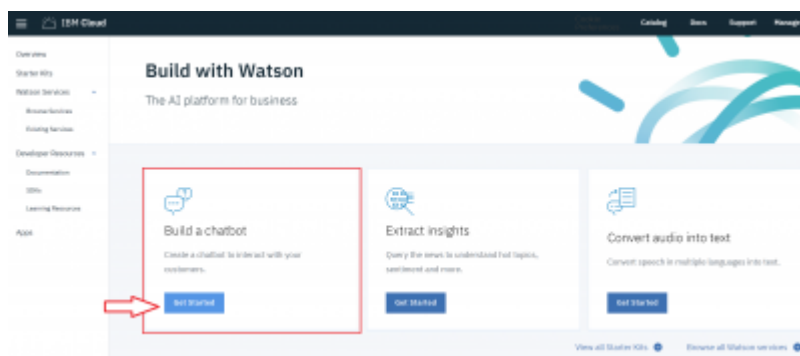 IBM Cloud
Catalog
Docs
Support
Manage
Overview
Starter Kits
Watson Services
Browse Services
Existing Services
Developer Resources
Documentation
SDKs
Learning Resources
Apps
Build with Watson
The AI platform for business
Build a chatbot
Create a chatbot to interact with your
customers.
Get Started
Extract insights
Query the news to understand hot topics,
sentiment and more.
Get Started
Convert audio into text
Convert speech in multiple languages into text.
Get Started
View all Starter Kits
Browse all Watson services